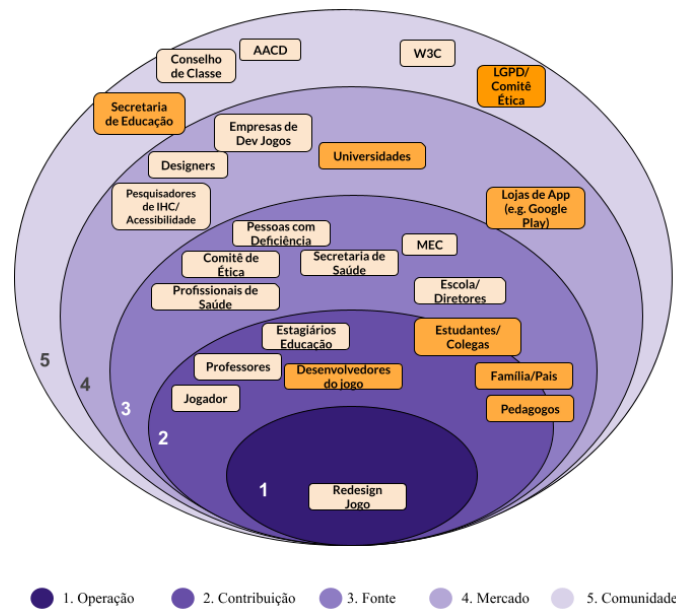 AACD
W3C
Conselho
de Classe
LGPD/
Comitê
Ética
Secretaria
de Educação
Empresas de
Dev Jogos
Universidades
Designers
Pesquisadores
de IHC/
Acessibilidade
Lojas de App
(e.g. Google
Play)
Pessoas com
Deficiência
MEC
Comitê de
Ética
Secretaria de
Saúde
Profissionais de
Saúde
Escola/
Diretores
Estagiários
Educação
Estudantes/
Colegas
Professores
Desenvolvedores
do jogo
Família/Pais
Jogador
Pedagogos
5
4
3
2
1
Redesign
Jogo
1. Operação
2. Contribuição
3. Fonte
4. Mercado
5. Comunidade